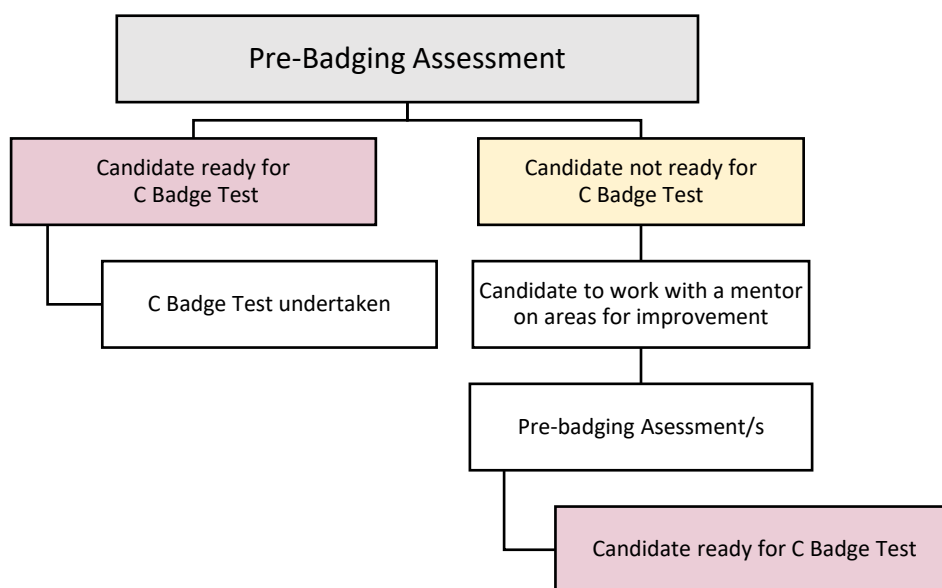 Pre-Badging Assessment
Candidate ready for
C Badge Test
Candidate not ready for
C Badge Test
C Badge Test undertaken
Candidate to work with a mentor
on areas for improvement
Pre-badging Asessment/s
Candidate ready for C Badge Test